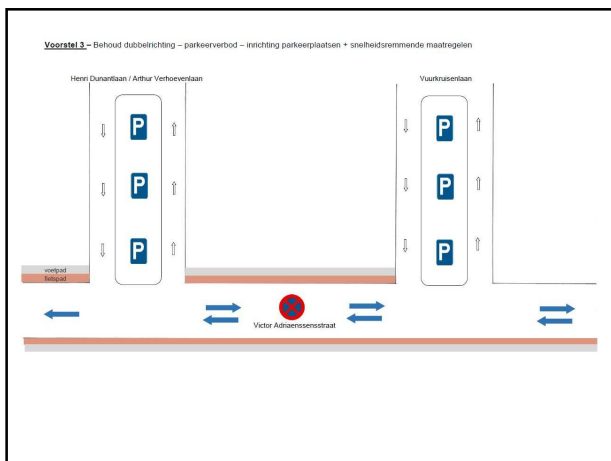 Voorstel 3 – Behoud dubbelrichting – parkeerverbod – inrichting parkeerplaatsen + snelheidsremmende maatregelen
Henri Dunantlaan / Arthur Verhoevenlaan
Vuurkruisenlaan
P
P
P
P
P
P
voetpad
fietspad
Victor Adriaenssensstraat